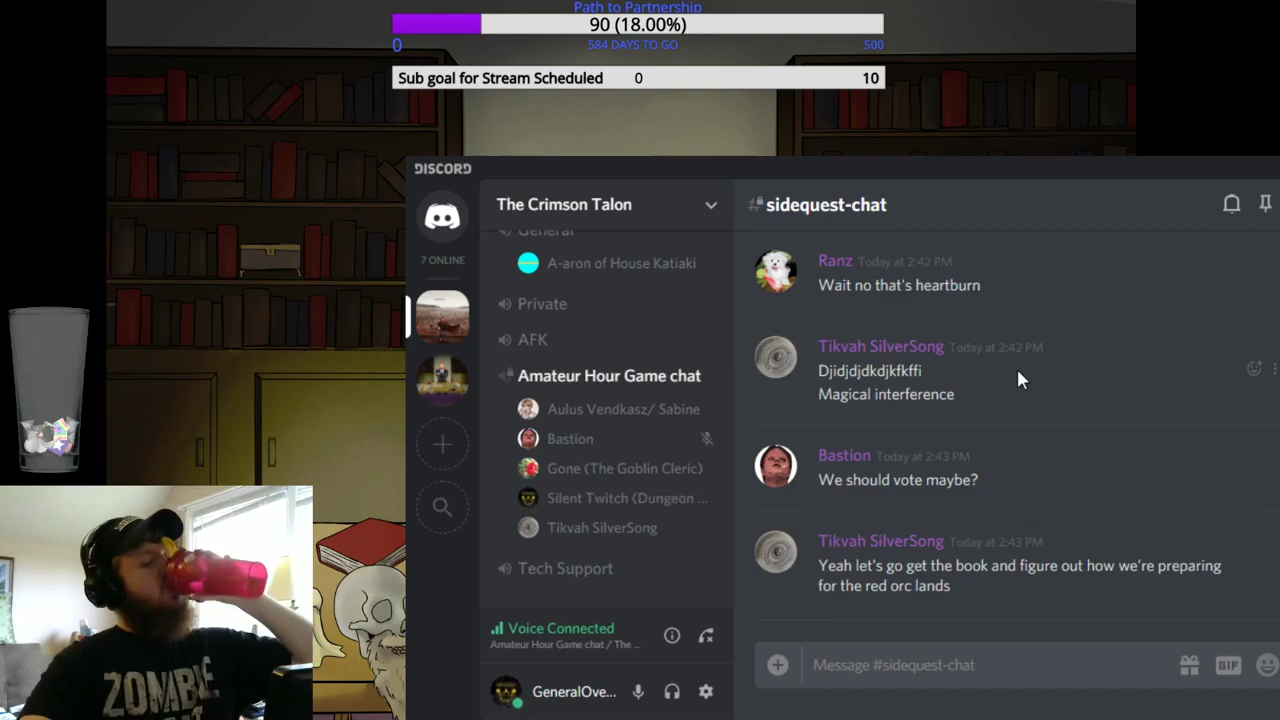 Path to Partnership
90 (18.00%)
0
584 DAYS TO GO
500
Sub goal for Stream Scheduled
0
10
DISCORD
7 ONLINE
The Crimson Talon
General
A-aron of House Katiaki
Private
AFK
Amateur Hour Game chat
Aulus Vendkasz/ Sabine
Bastion
Gone (The Goblin Cleric)
Silent Twitch (Dungeon ...
Tikvah SilverSong
Tech Support
Voice Connected
Amateur Hour Game chat / The ...
GeneralOve...
sidequest-chat
Ranz Today at 2:42 PM
Wait no that's heartburn
Tikvah SilverSong Today at 2:42 PM
Djidjdjdkdjkfkffi
Magical interference
Bastion Today at 2:43 PM
We should vote maybe?
Tikvah SilverSong Today at 2:43 PM
Yeah let's go get the book and figure out how we're preparing
for the red orc lands
Message #sidequest-chat
GIF